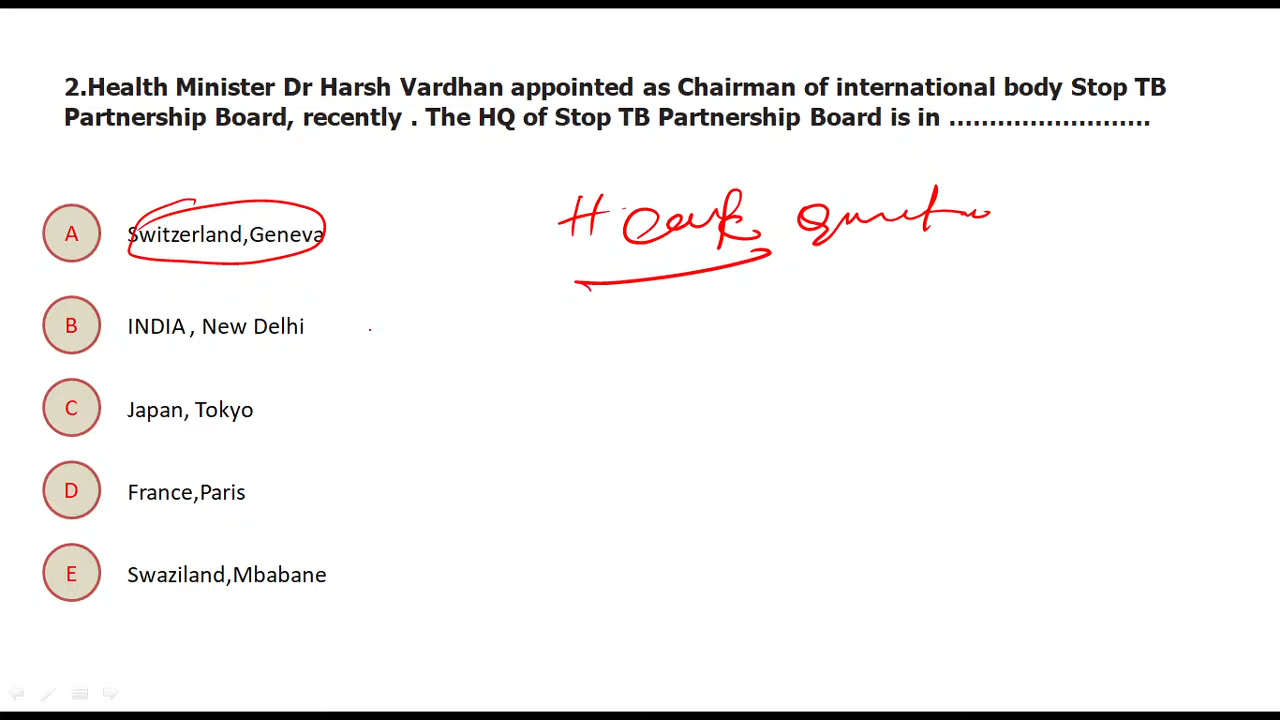 2.Health Minister Dr Harsh Vardhan appointed as Chairman of international body Stop TB
Partnership Board, recently . The HQ of Stop TB Partnership Board is in .........................
A Switzerland,Geneva
B INDIA , New Delhi
C Japan, Tokyo
D France,Paris
E Swaziland,Mbabane